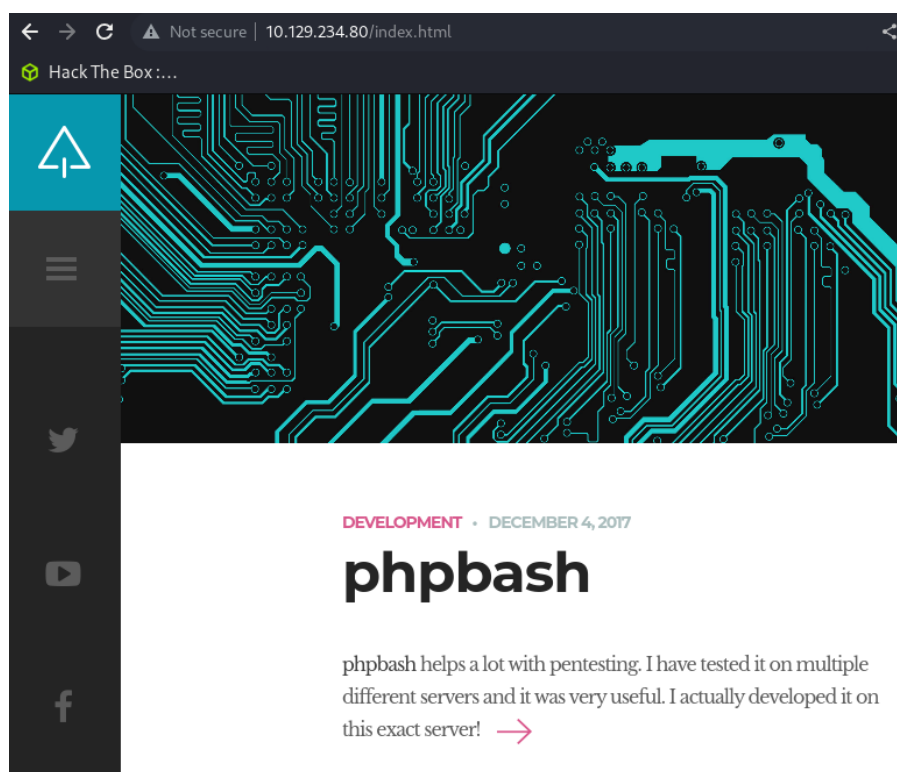 Not secure | 10.129.234.80/index.html
Hack The Box :…
DEVELOPMENT • DECEMBER 4, 2017
phpbash
phpbash helps a lot with pentesting. I have tested it on multiple
different servers and it was very useful. I actually developed it on
this exact server!